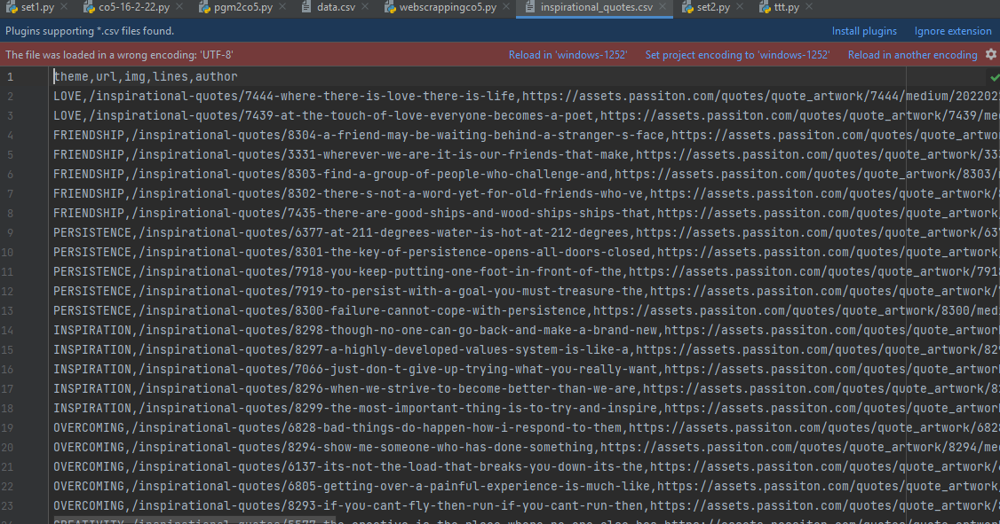 set1.py co5-16-2-22.py pgm2co5.py data.csv webscrappingco5.py inspirational_quotes.csv set2.py ttt.py
Plugins supporting *.csv files found. Install plugins Ignore extension
The file was loaded in a wrong encoding: 'UTF-8' Reload in 'windows-1252' Set project encoding to 'windows-1252' Reload in another encoding
1 theme,url,img,lines,author
2 LOVE,/inspirational-quotes/7444-where-there-is-love-there-is-life,https://assets.passiton.com/quotes/quote_artwork/7444/medium/2022022
3 LOVE,/inspirational-quotes/7439-at-the-touch-of-love-everyone-becomes-a-poet,https://assets.passiton.com/quotes/quote_artwork/7439/med
4 FRIENDSHIP,/inspirational-quotes/8304-a-friend-may-be-waiting-behind-a-stranger-s-face,https://assets.passiton.com/quotes/quote_artwo
5 FRIENDSHIP,/inspirational-quotes/3331-wherever-we-are-it-is-our-friends-that-make,https://assets.passiton.com/quotes/quote_artwork/333
6 FRIENDSHIP,/inspirational-quotes/8303-find-a-group-of-people-who-challenge-and,https://assets.passiton.com/quotes/quote_artwork/8303/
7 FRIENDSHIP,/inspirational-quotes/8302-there-s-not-a-word-yet-for-old-friends-who-ve,https://assets.passiton.com/quotes/quote_artwork/
8 FRIENDSHIP,/inspirational-quotes/7435-there-are-good-ships-and-wood-ships-ships-that,https://assets.passiton.com/quotes/quote_artwork
9 PERSISTENCE,/inspirational-quotes/6377-at-211-degrees-water-is-hot-at-212-degrees,https://assets.passiton.com/quotes/quote_artwork/637
10 PERSISTENCE,/inspirational-quotes/8301-the-key-of-persistence-opens-all-doors-closed,https://assets.passiton.com/quotes/quote_artwork/
11 PERSISTENCE,/inspirational-quotes/7918-you-keep-putting-one-foot-in-front-of-the,https://assets.passiton.com/quotes/quote_artwork/7918
12 PERSISTENCE,/inspirational-quotes/7919-to-persist-with-a-goal-you-must-treasure-the,https://assets.passiton.com/quotes/quote_artwork/
13 PERSISTENCE,/inspirational-quotes/8300-failure-cannot-cope-with-persistence,https://assets.passiton.com/quotes/quote_artwork/8300/med
14 INSPIRATION,/inspirational-quotes/8298-though-no-one-can-go-back-and-make-a-brand-new,https://assets.passiton.com/quotes/quote_artwork
15 INSPIRATION,/inspirational-quotes/8297-a-highly-developed-values-system-is-like-a,https://assets.passiton.com/quotes/quote_artwork/829
16 INSPIRATION,/inspirational-quotes/7066-just-don-t-give-up-trying-what-you-really-want,https://assets.passiton.com/quotes/quote_artwork
17 INSPIRATION,/inspirational-quotes/8296-when-we-strive-to-become-better-than-we-are,https://assets.passiton.com/quotes/quote_artwork/8
18 INSPIRATION,/inspirational-quotes/8299-the-most-important-thing-is-to-try-and-inspire,https://assets.passiton.com/quotes/quote_artwork
19 OVERCOMING,/inspirational-quotes/6828-bad-things-do-happen-how-i-respond-to-them,https://assets.passiton.com/quotes/quote_artwork/6828
20 OVERCOMING,/inspirational-quotes/8294-show-me-someone-who-has-done-something,https://assets.passiton.com/quotes/quote_artwork/8294/me
21 OVERCOMING,/inspirational-quotes/6137-its-not-the-load-that-breaks-you-down-its-the,https://assets.passiton.com/quotes/quote_artwork/
22 OVERCOMING,/inspirational-quotes/6805-getting-over-a-painful-experience-is-much-like,https://assets.passiton.com/quotes/quote_artwork
23 OVERCOMING,/inspirational-quotes/8293-if-you-cant-fly-then-run-if-you-cant-run-then,https://assets.passiton.com/quotes/quote_artwork/8